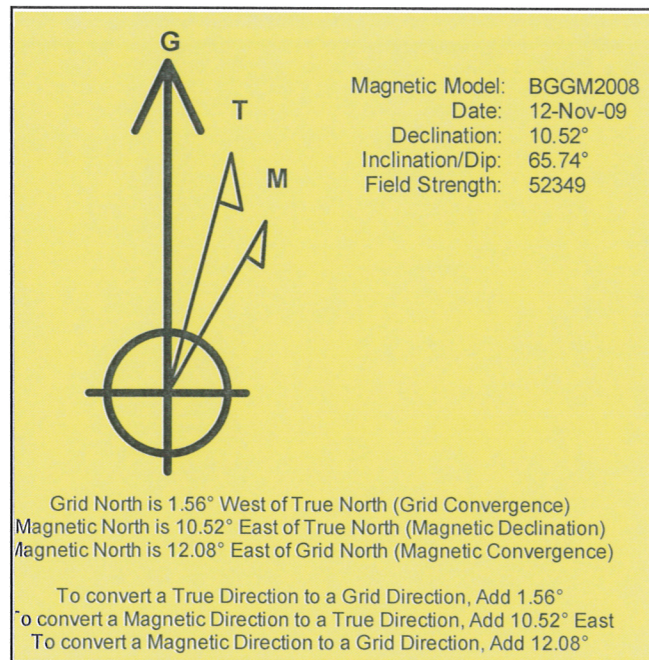 G
T
M
Magnetic Model: BGGM2008
Date: 12-Nov-09
Declination: 10.52°
Inclination/Dip: 65.74°
Field Strength: 52349
Grid North is 1.56° West of True North (Grid Convergence)
Magnetic North is 10.52° East of True North (Magnetic Declination)
Magnetic North is 12.08° East of Grid North (Magnetic Convergence)
To convert a True Direction to a Grid Direction, Add 1.56°
To convert a Magnetic Direction to a True Direction, Add 10.52° East
To convert a Magnetic Direction to a Grid Direction, Add 12.08°